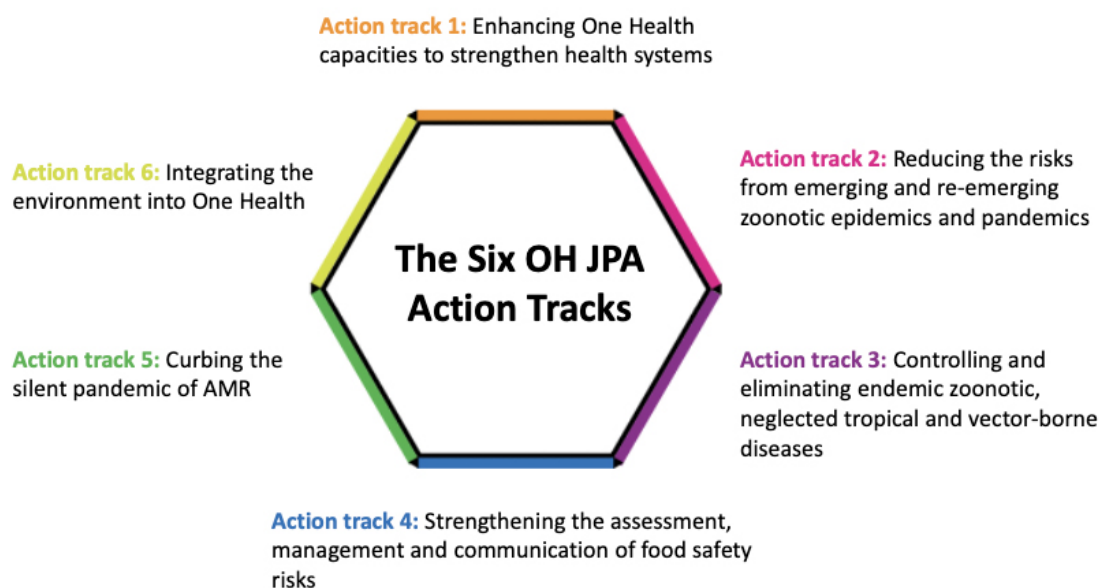 Action track 1: Enhancing One Health
capacities to strengthen health systems
Action track 2: Reducing the risks
from emerging and re-emerging
zoonotic epidemics and pandemics
Action track 3: Controlling and
eliminating endemic zoonotic,
neglected tropical and vector-borne
diseases
Action track 4: Strengthening the assessment,
management and communication of food safety
risks
Action track 5: Curbing the
silent pandemic of AMR
Action track 6: Integrating the
environment into One Health
The Six OH JPA
Action Tracks